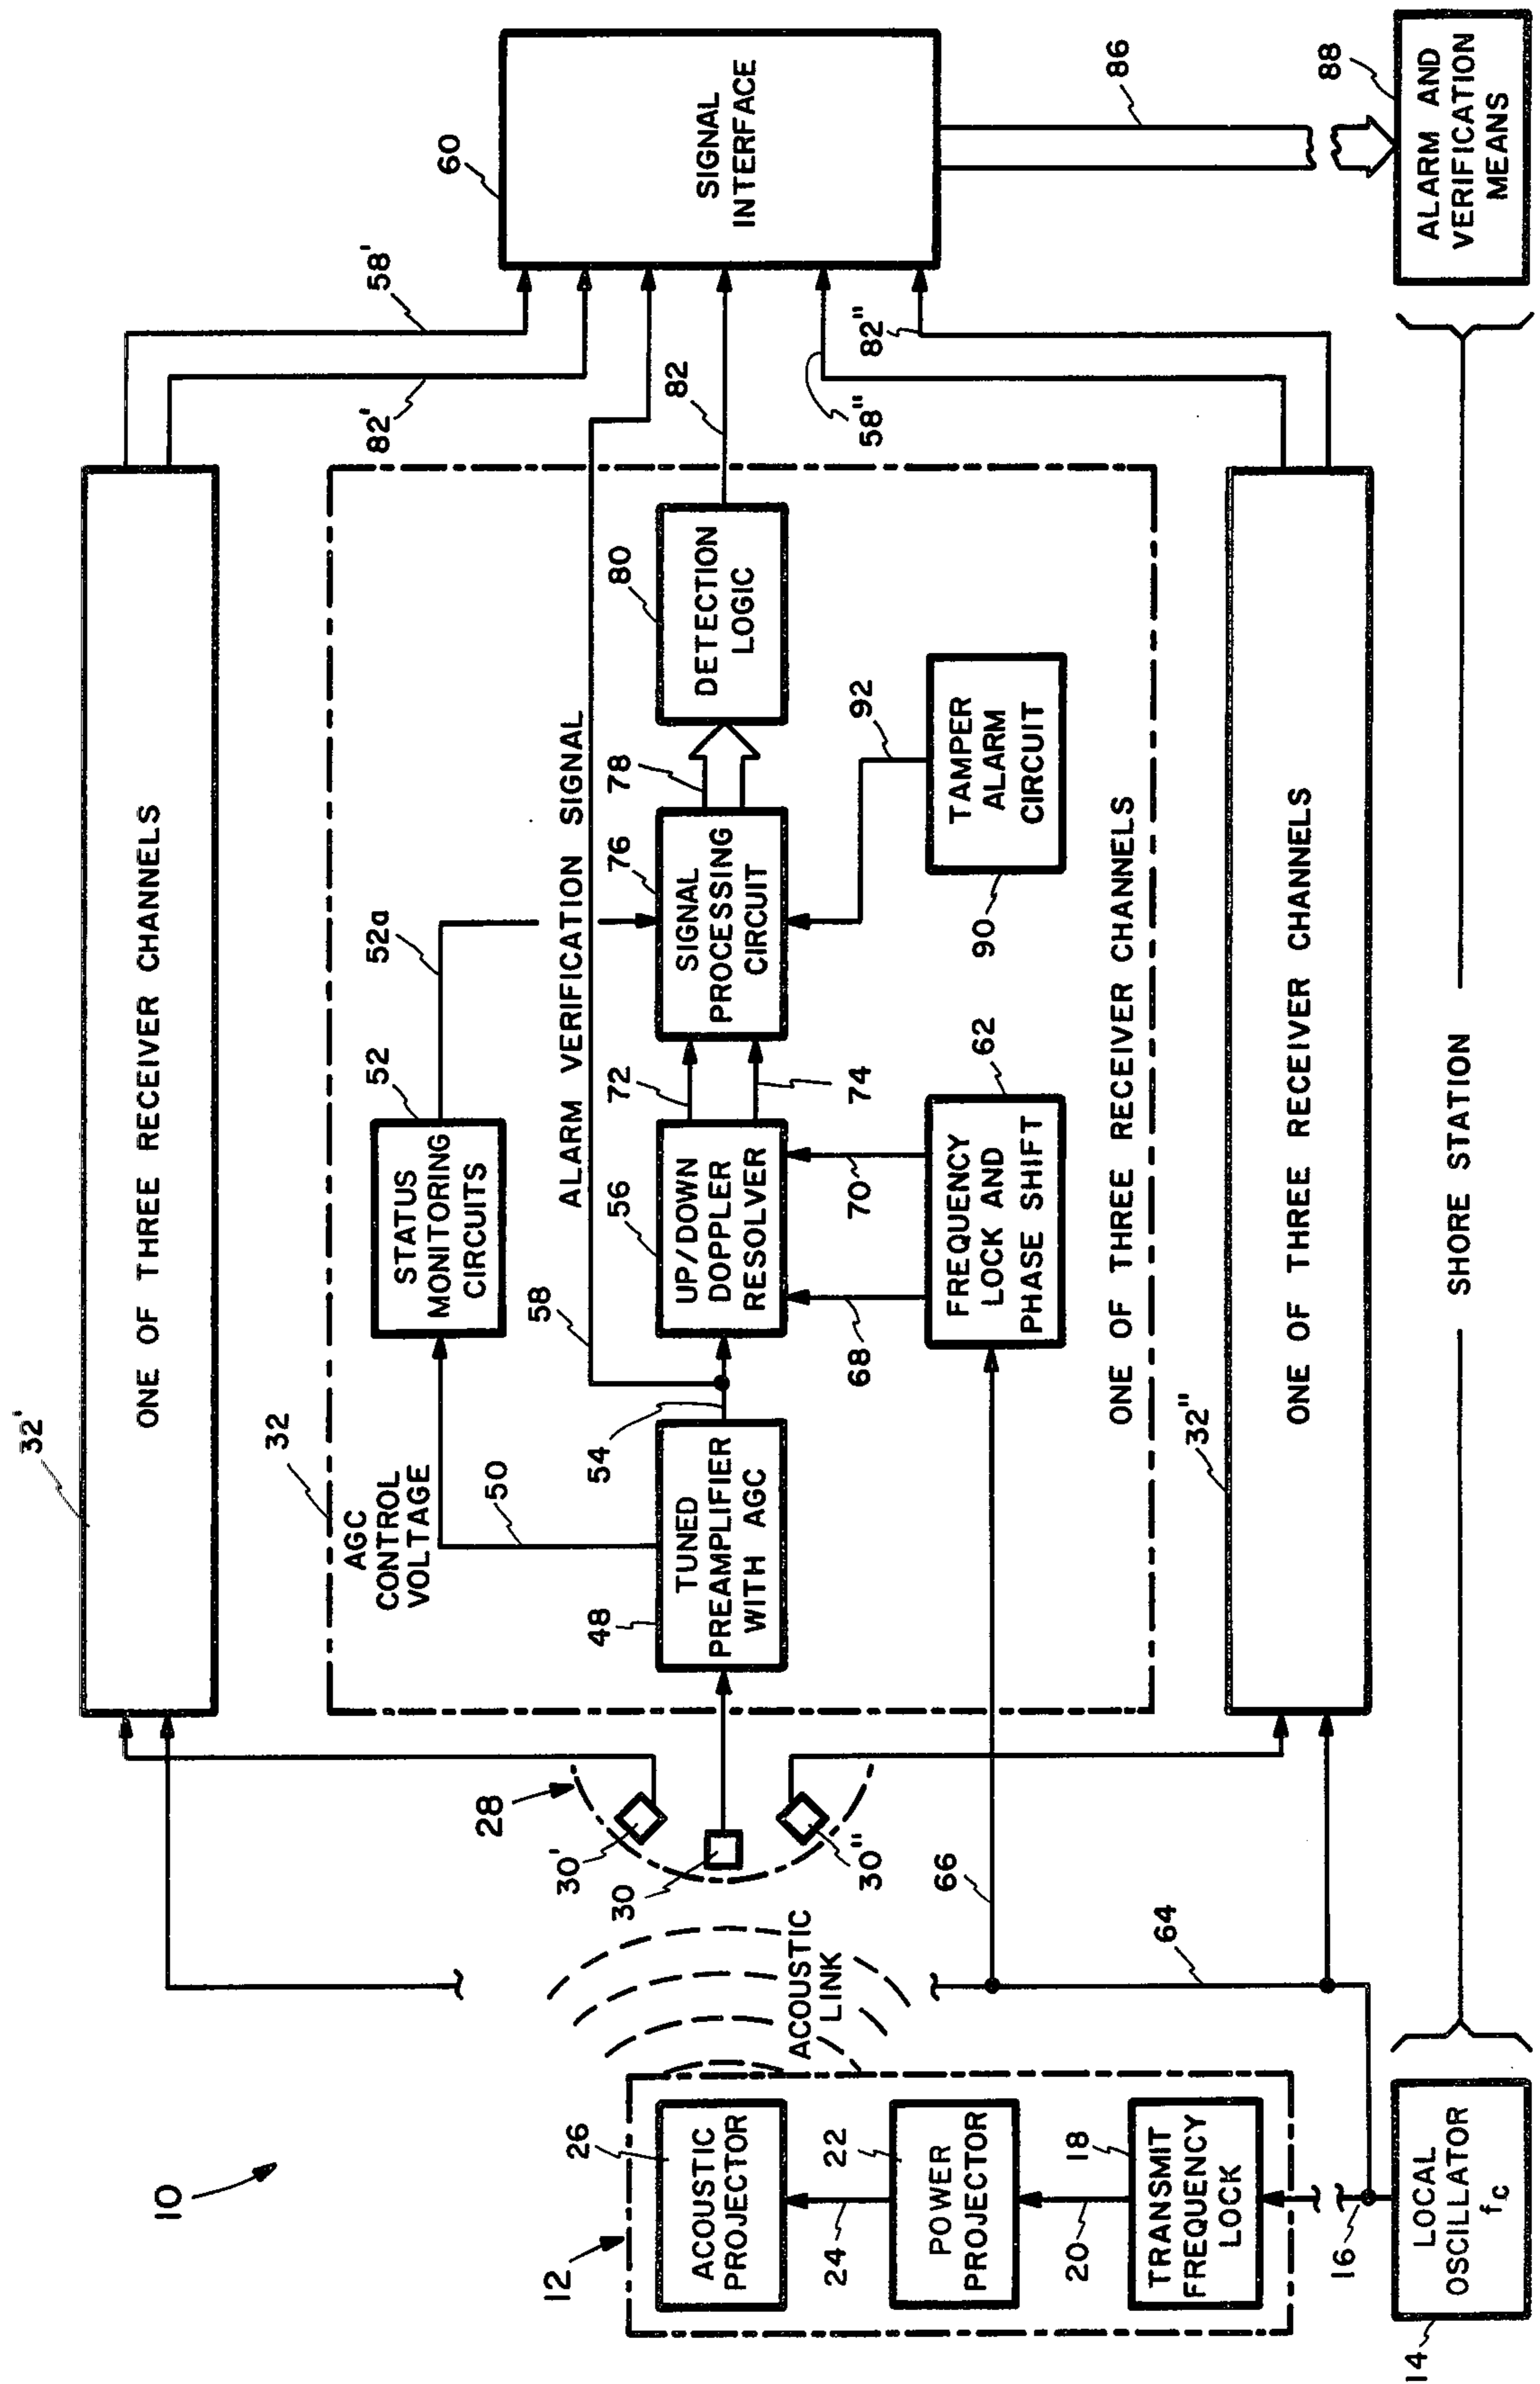 32'
ONE OF THREE RECEIVER CHANNELS
58'
82'
60
SIGNAL
INTERFACE
86
ALARM AND
VERIFICATION
MEANS
88
32
AGC
CONTROL
VOLTAGE
50
STATUS
MONITORING
CIRCUITS
52
52a
58
ALARM VERIFICATION SIGNAL
48
TUNED
PREAMPLIFIER
WITH AGC
54
56
UP/DOWN
DOPPLER
RESOLVER
72
74
76
SIGNAL
PROCESSING
CIRCUIT
78
80
DETECTION
LOGIC
82
58"
82"
68
70
62
FREQUENCY
LOCK AND
PHASE SHIFT
90
92
TAMPER
ALARM
CIRCUIT
ONE OF THREE RECEIVER CHANNELS
32"
ONE OF THREE RECEIVER CHANNELS
28
30'
30
30"
66
64
ACOUSTIC
LINK
10
12
26
ACOUSTIC
PROJECTOR
24
22
POWER
PROJECTOR
20
18
TRANSMIT
FREQUENCY
LOCK
16
14
LOCAL
OSCILLATOR
fc
SHORE STATION